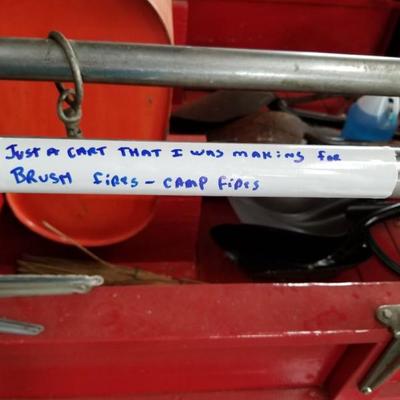 JUST A CART THAT I WAS MAKING FOR
BRUSH FIRES - CAMP FIRES